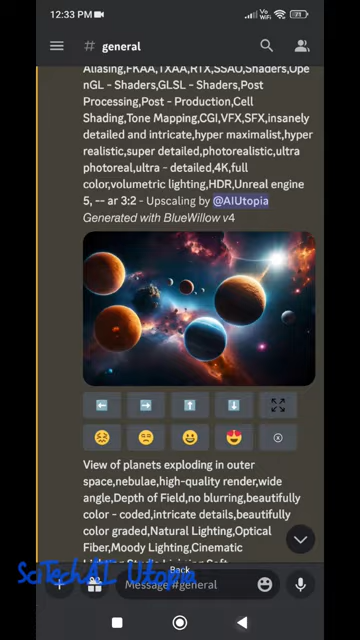 12:33 PM
Vo
WiFi
23
# general
Aliasing,FKAA,TXAA,RTX,SSAO,Shaders,Ope
nGL - Shaders,GLSL - Shaders,Post
Processing,Post - Production,Cell
Shading,Tone Mapping,CGI,VFX,SFX,insanely
detailed and intricate,hyper maximalist,hyper
realistic,super detailed,photorealistic,ultra
photoreal,ultra - detailed,4K,full
color,volumetric lighting,HDR,Unreal engine
5, -- ar 3:2 - Upscaling by @AIUtopia
Generated with BlueWillow v4
View of planets exploding in outer
space,nebulae,high-quality render,wide
angle,Depth of Field,no blurring,beautifully
color - coded,intricate details,beautifully
color graded,Natural Lighting,Optical
Fiber,Moody Lighting,Cinematic
SciTechAI Utopia
Back
Message #general